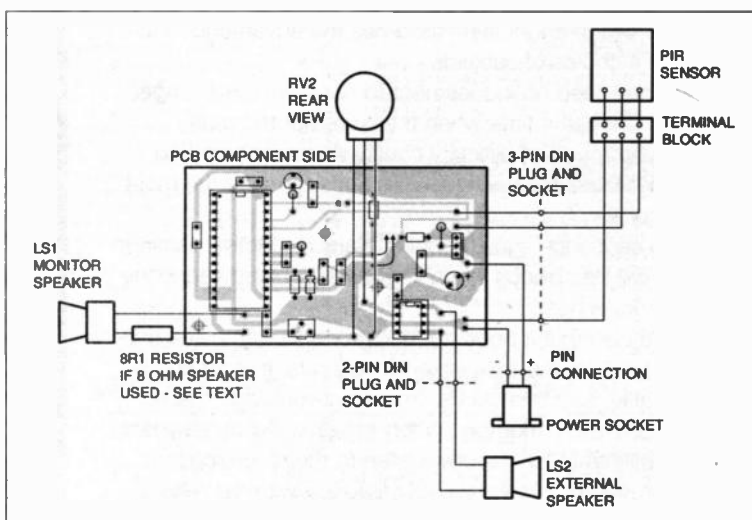 PIR
SENSOR
RV2
REAR
VIEW
TERMINAL
BLOCK
PCB COMPONENT SIDE
3-PIN DIN
PLUG AND
SOCKET
LS1
MONITOR
SPEAKER
8R1 RESISTOR
IF 8 OHM SPEAKER
USED - SEE TEXT
2-PIN DIN
PLUG AND
SOCKET
- +
PIN
CONNECTION
POWER SOCKET
LS2
EXTERNAL
SPEAKER